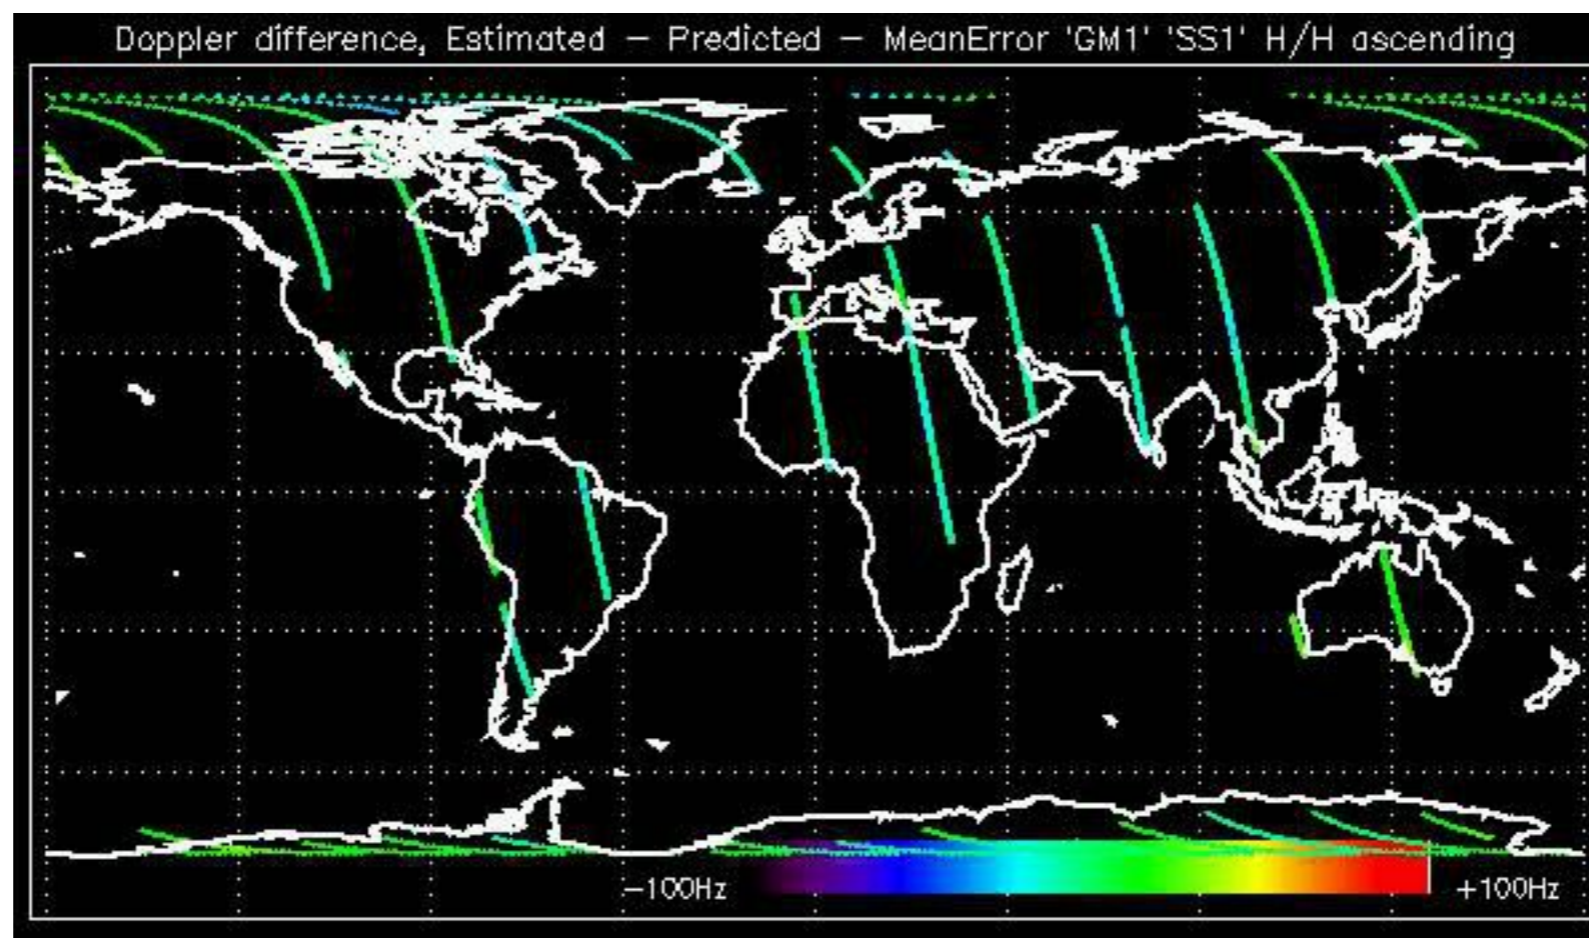 Doppler difference, Estimated — Predicted — MeanError 'GM1' 'SS1' H/H ascending
−100Hz +100Hz